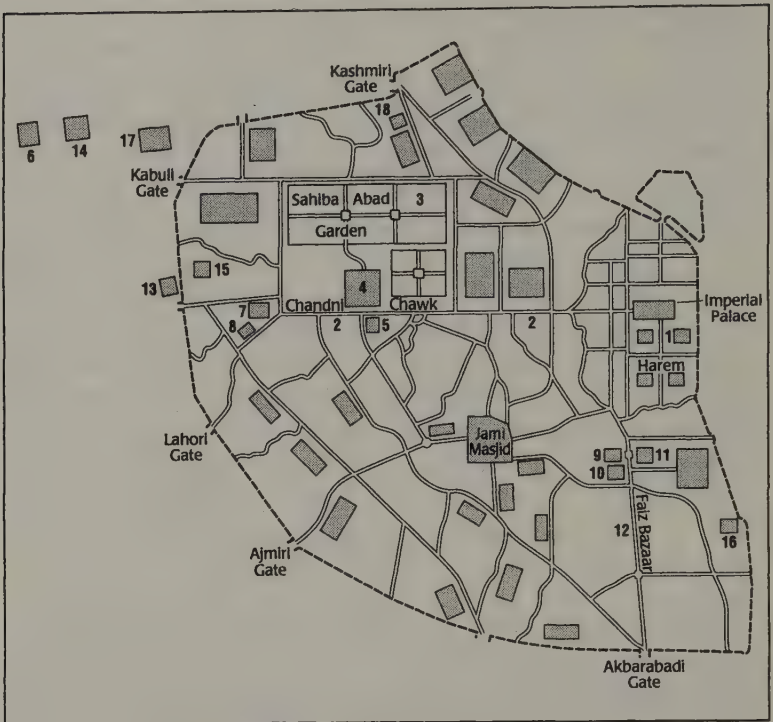 Kashmiri
Gate
18
6
14
17
Kabuli
Gate
Sahiba Abad 3
Garden
15
13
4
7
Chandni
Chawk
8
2
5
2
Imperial
Palace
1
Harem
Lahori
Gate
Jami
Masjid
9
11
10
Faiz Bazaar
12
16
Ajmiri
Gate
Akbarabadi
Gate